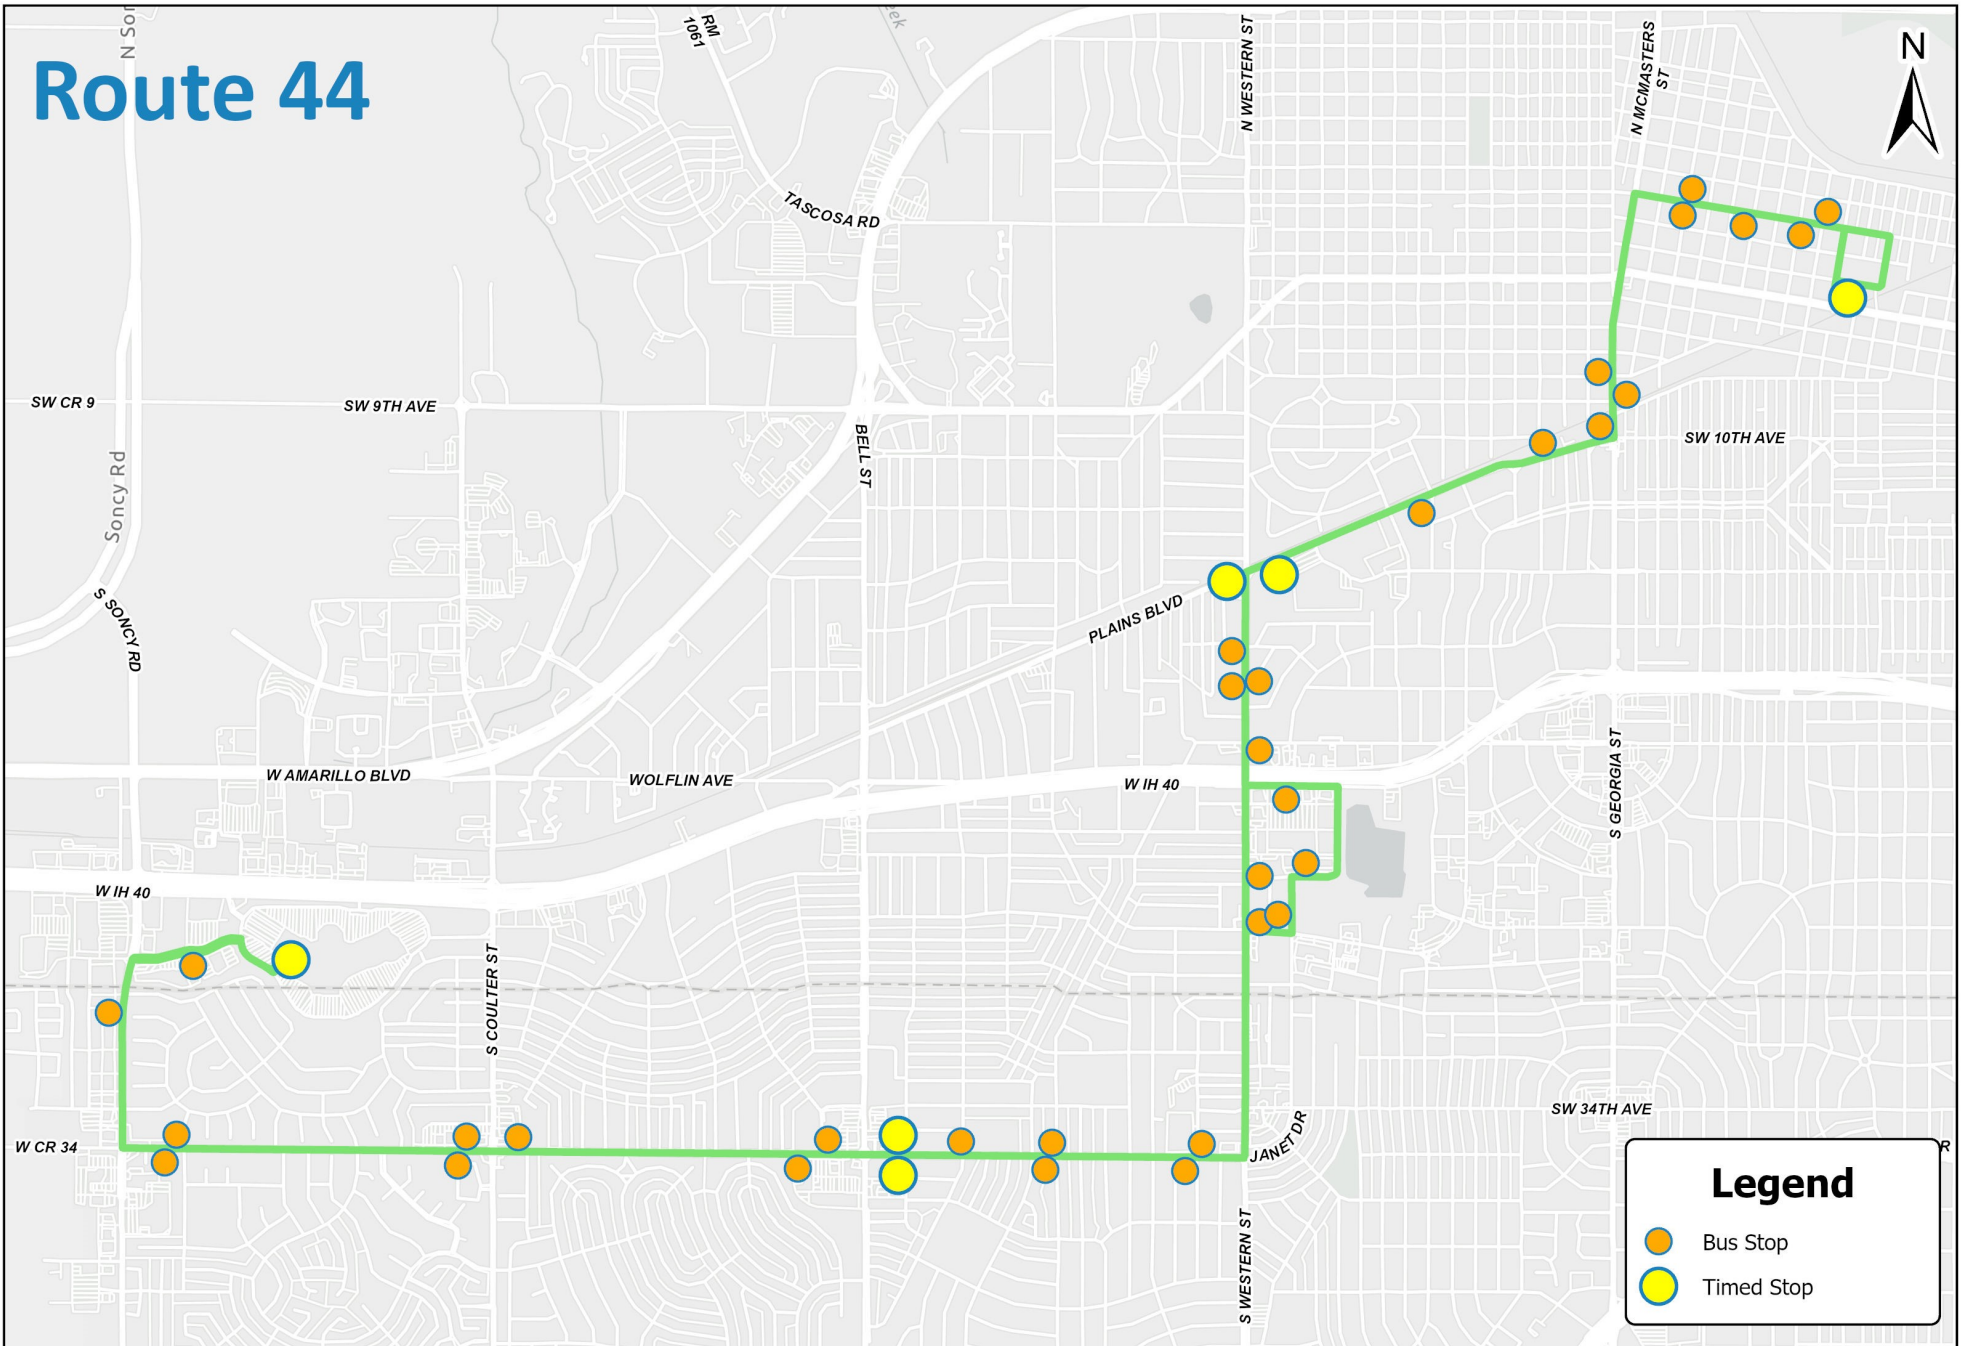 Route 44
N Sor
RM
1061
eek
N WESTERN ST
N MCMASTERS
ST
N
TASCOSA RD
SW CR 9
SW 9TH AVE
BELL ST
SW 10TH AVE
Soncy Rd
S SONCY RD
PLAINS BLVD
W AMARILLO BLVD
WOLFLIN AVE
W IH 40
S GEORGIA ST
W IH 40
S COULTER ST
SW 34TH AVE
W CR 34
JANET DR
R
S WESTERN ST
Legend
Bus Stop
Timed Stop